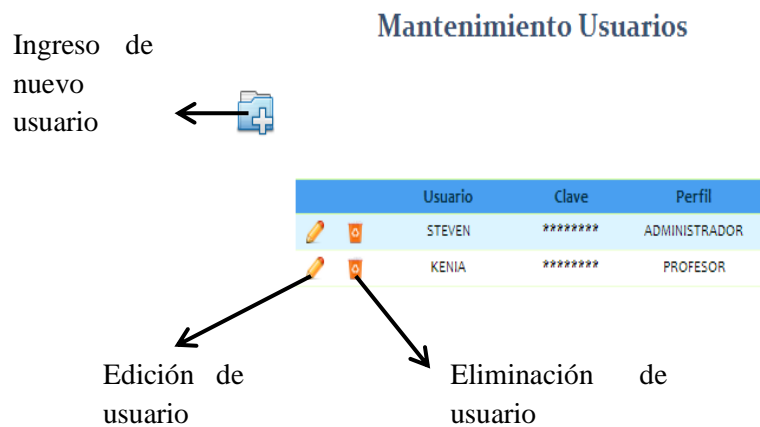 Mantenimiento Usuarios
Ingreso de
nuevo
usuario
Usuario Clave Perfil
STEVEN ******** ADMINISTRADOR
KENIA ******** PROFESOR
Edición de
usuario
Eliminación de
usuario